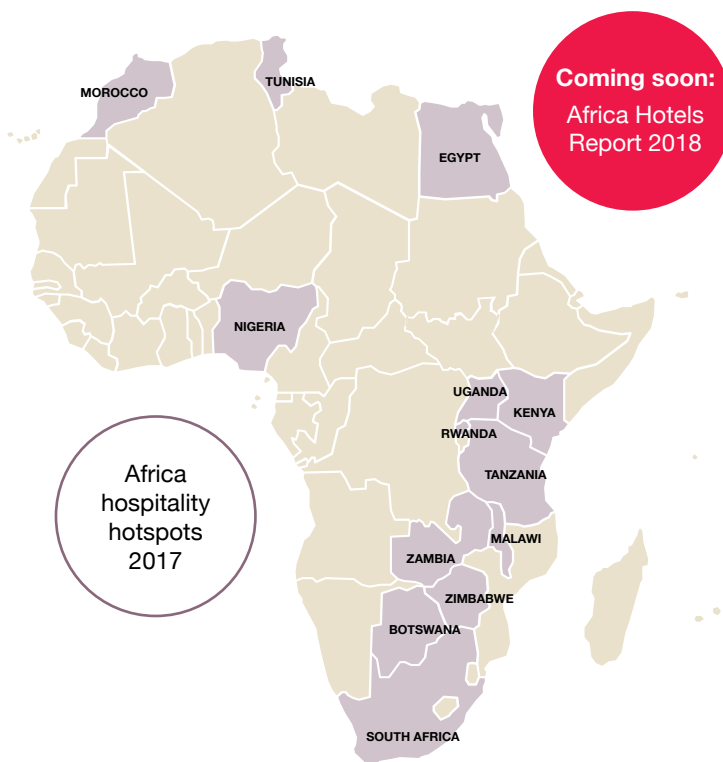 Coming soon:
Africa Hotels
Report 2018
TUNISIA
MOROCCO
EGYPT
NIGERIA
UGANDA
KENYA
RWANDA
TANZANIA
Africa
hospitality
hotspots
2017
MALAWI
ZAMBIA
ZIMBABWE
BOTSWANA
SOUTH AFRICA